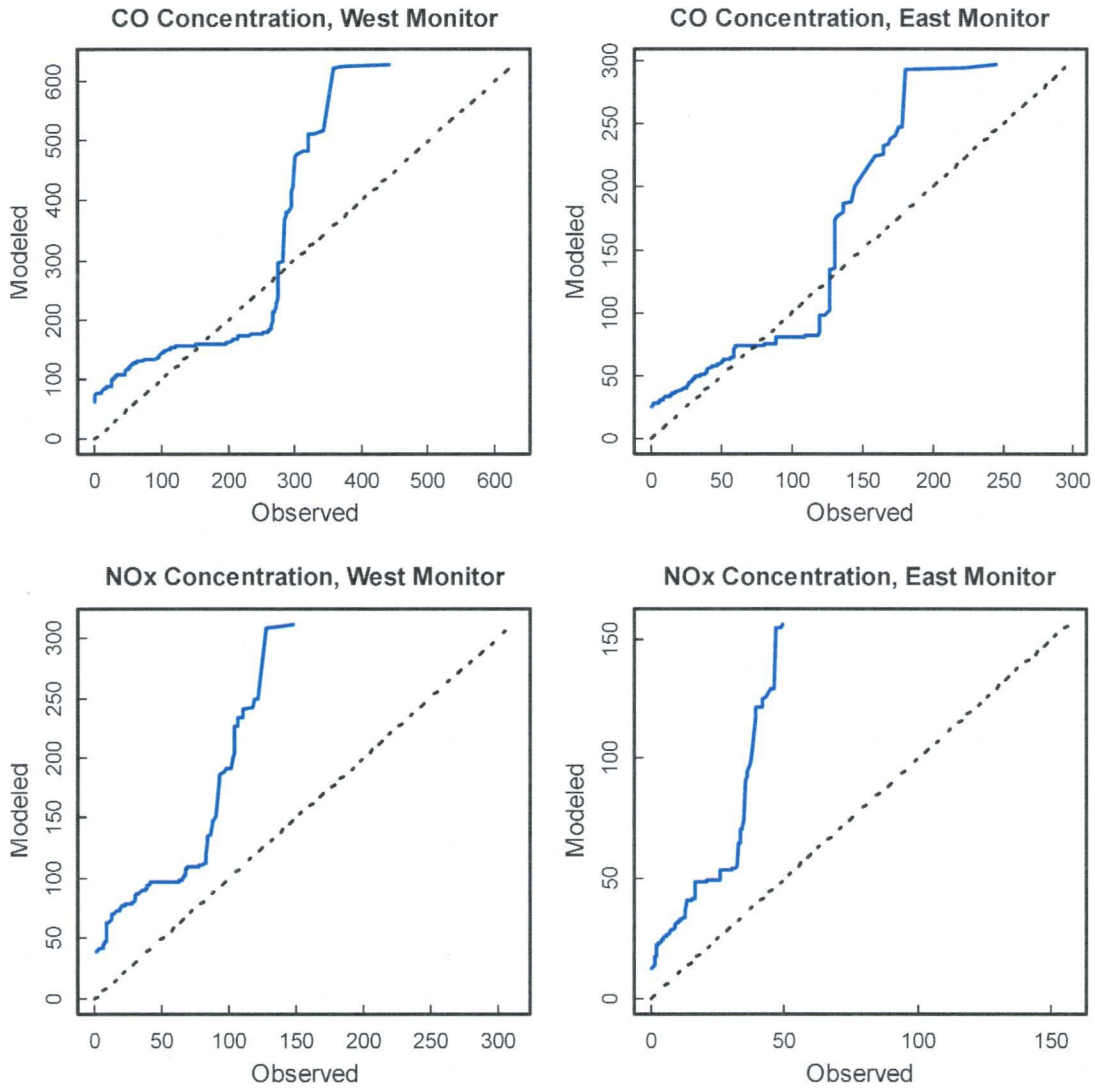 CO Concentration, West Monitor
Modeled
600
500
400
300
200
100
0
0 100 200 300 400 500 600
Observed
CO Concentration, East Monitor
Modeled
300
250
200
150
100
50
0
0 50 100 150 200 250 300
Observed
NOx Concentration, West Monitor
Modeled
300
250
200
150
100
50
0
0 50 100 150 200 250 300
Observed
NOx Concentration, East Monitor
Modeled
150
100
50
0
0 50 100 150
Observed